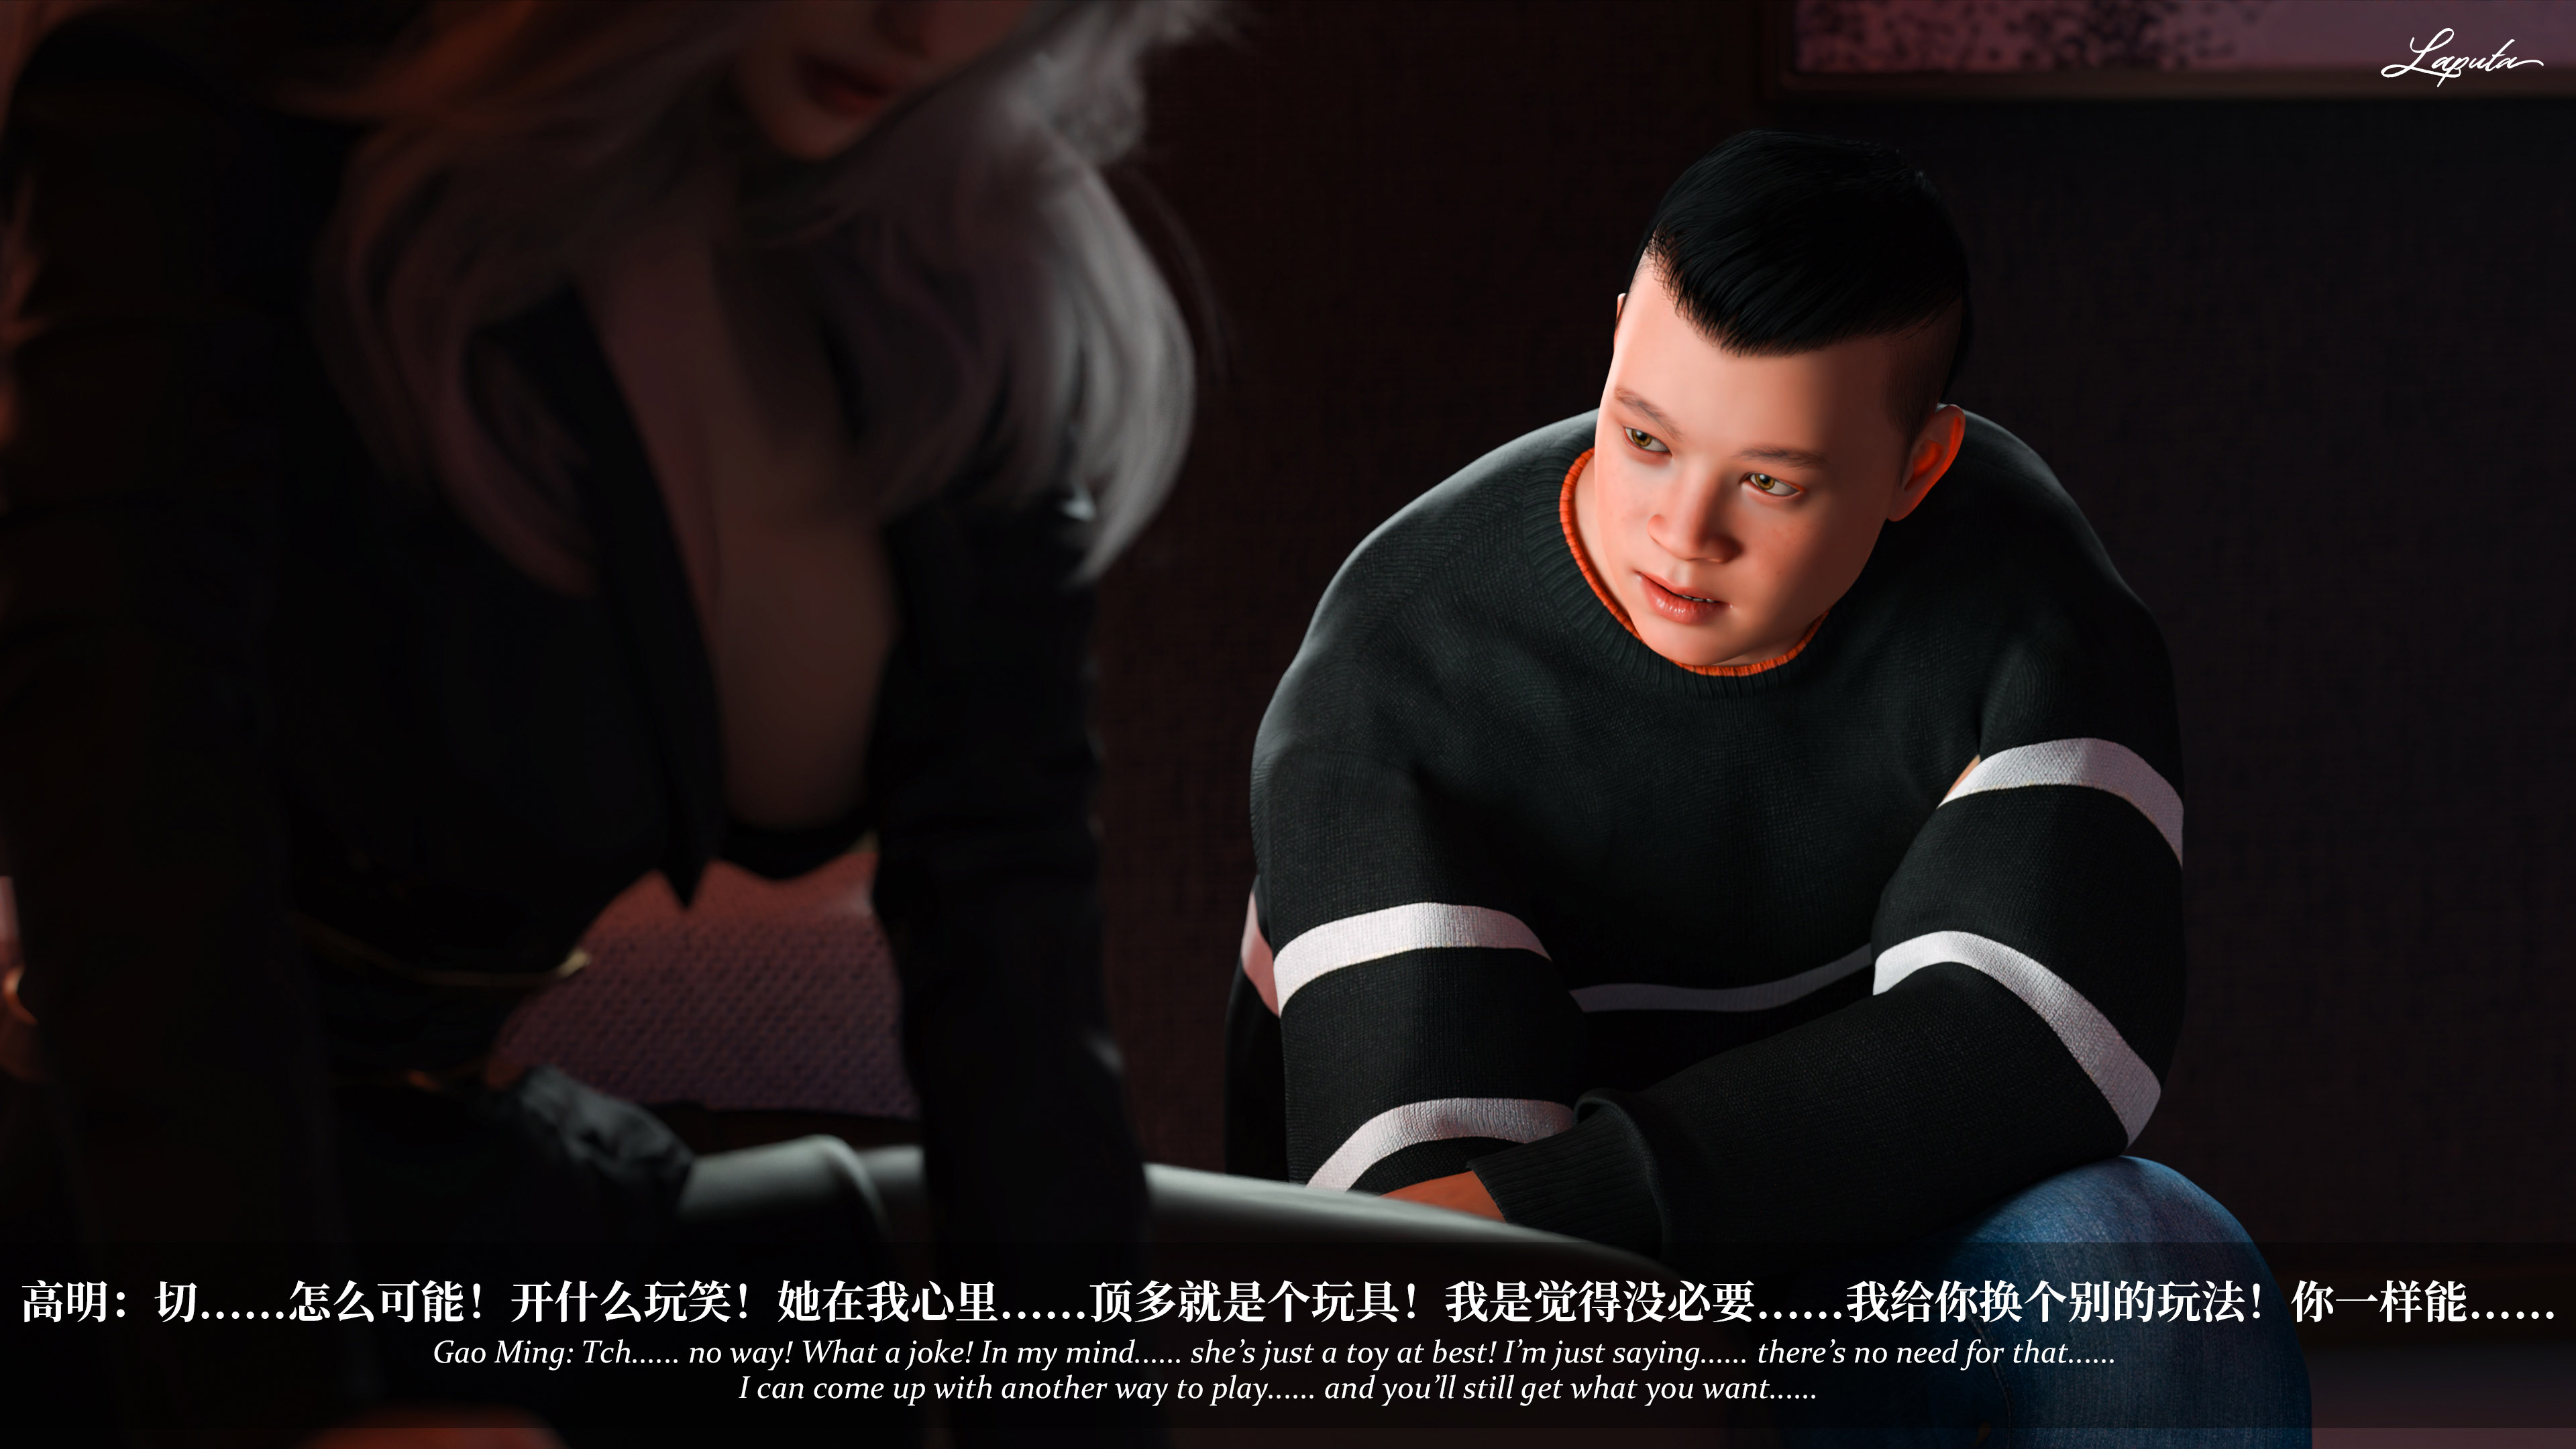 Laputa
高明：切……怎么可能！开什么玩笑！她在我心里……顶多就是个玩具！我是觉得没必要……我给你换个别的玩法！你一样能……
Gao Ming: Tch...... no way! What a joke! In my mind...... she's just a toy at best! I'm just saying...... there's no need for that......
I can come up with another way to play...... and you'll still get what you want......